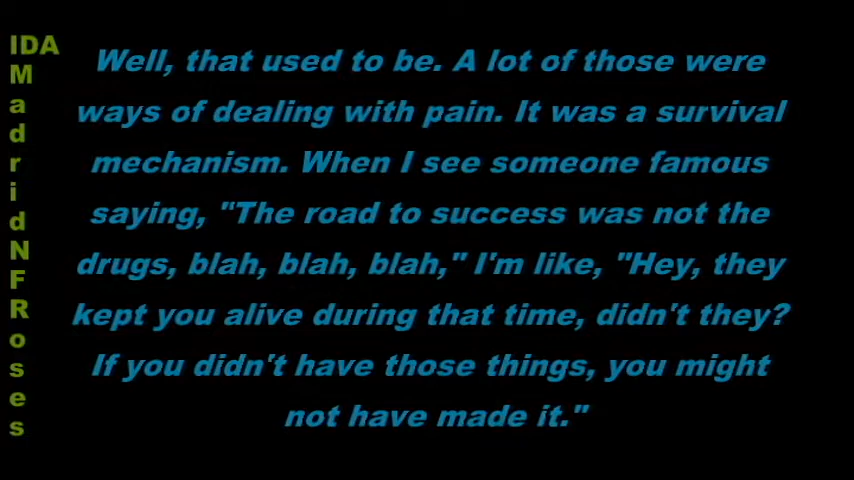 IDA
M
a
d
r
i
d
N
F
R
o
s
e
s
Well, that used to be. A lot of those were
ways of dealing with pain. It was a survival
mechanism. When I see someone famous
saying, "The road to success was not the
drugs, blah, blah, blah," I'm like, "Hey, they
kept you alive during that time, didn't they?
If you didn't have those things, you might
not have made it."